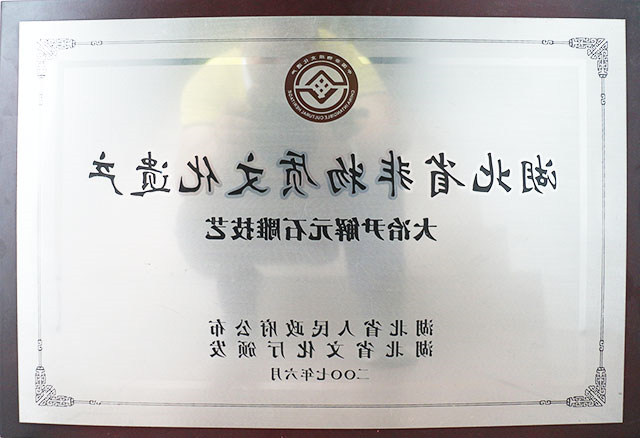 湖北省非物质文化遗产
大冶尹解元石雕技艺
湖北省人民政府公布
湖北省文化厅颁发
二〇〇七年六月